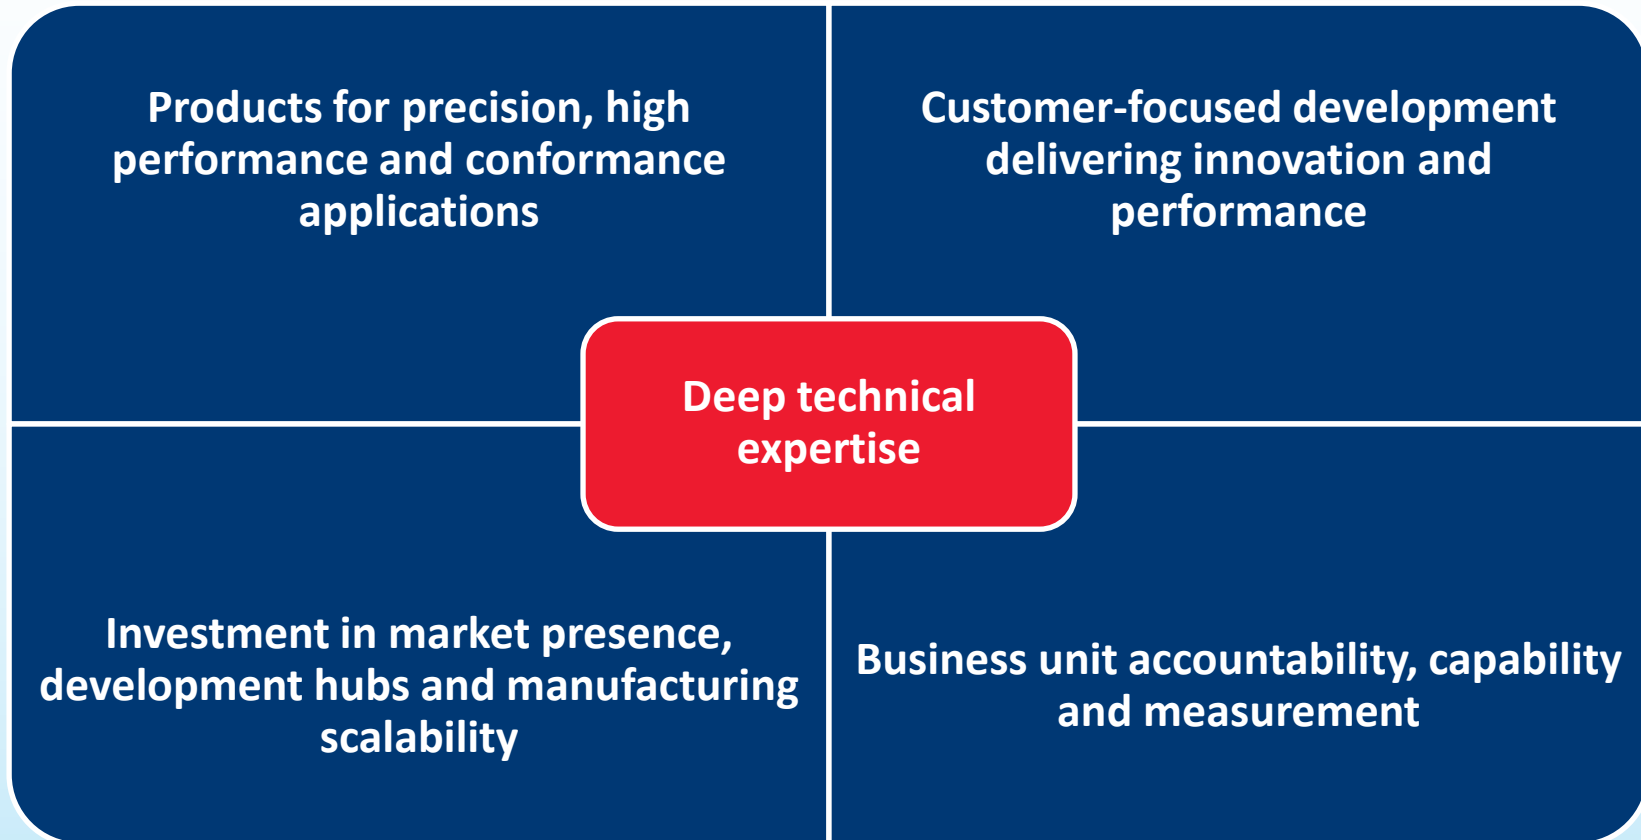 Products for precision, high
performance and conformance
applications
Customer-focused development
delivering innovation and
performance
Deep technical
expertise
Investment in market presence,
development hubs and manufacturing
scalability
Business unit accountability, capability
and measurement